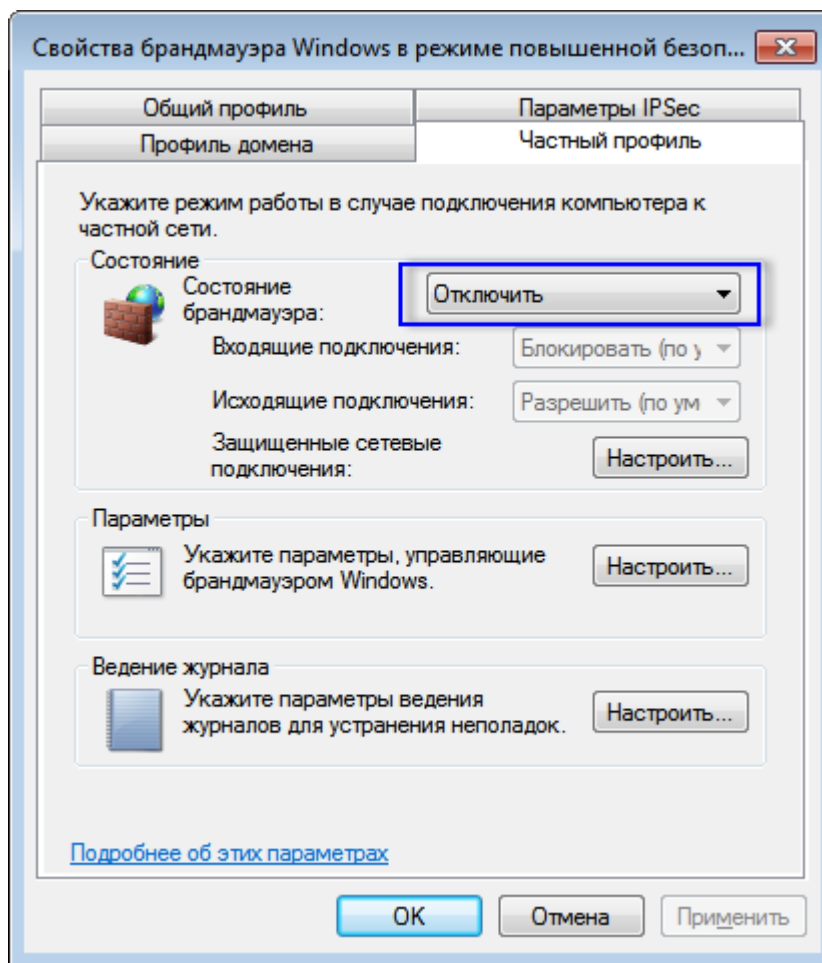 Свойства брандмауэра Windows в режиме повышенной безоп...
Общий профиль
Параметры IPSec
Профиль домена
Частный профиль
Укажите режим работы в случае подключения компьютера к
частной сети.
Состояние
Состояние
брандмауэра:
Отключить
Входящие подключения:
Блокировать (по у
Исходящие подключения:
Разрешить (по ум
Защищенные сетевые
подключения:
Настроить...
Параметры
Укажите параметры, управляющие
брандмауэром Windows.
Настроить...
Ведение журнала
Укажите параметры ведения
журналов для устранения неполадок.
Настроить...
Подробнее об этих параметрах
ОК
Отмена
Применить